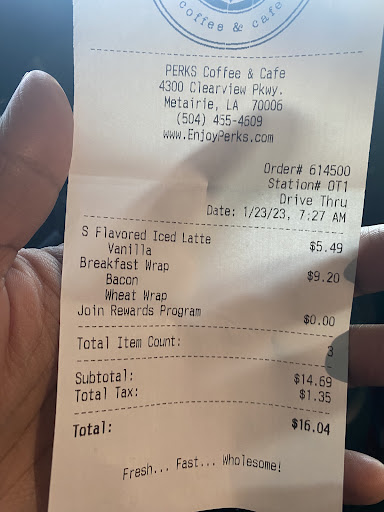 coffee & cafe
PERKS Coffee & Cafe
4300 Clearview Pkwy.
Metairie, LA 70006
(504) 455-4609
www.EnjoyPerks.com
Order# 614500
Station# OT1
Drive Thru
Date: 1/23/23, 7:27 AM
S Flavored Iced Latte $5.49
Vanilla
Breakfast Wrap $9.20
Bacon
Wheat Wrap
Join Rewards Program $0.00
Total Item Count: 3
Subtotal: $14.69
Total Tax: $1.35
Total: $16.04
Fresh... Fast... Wholesome!